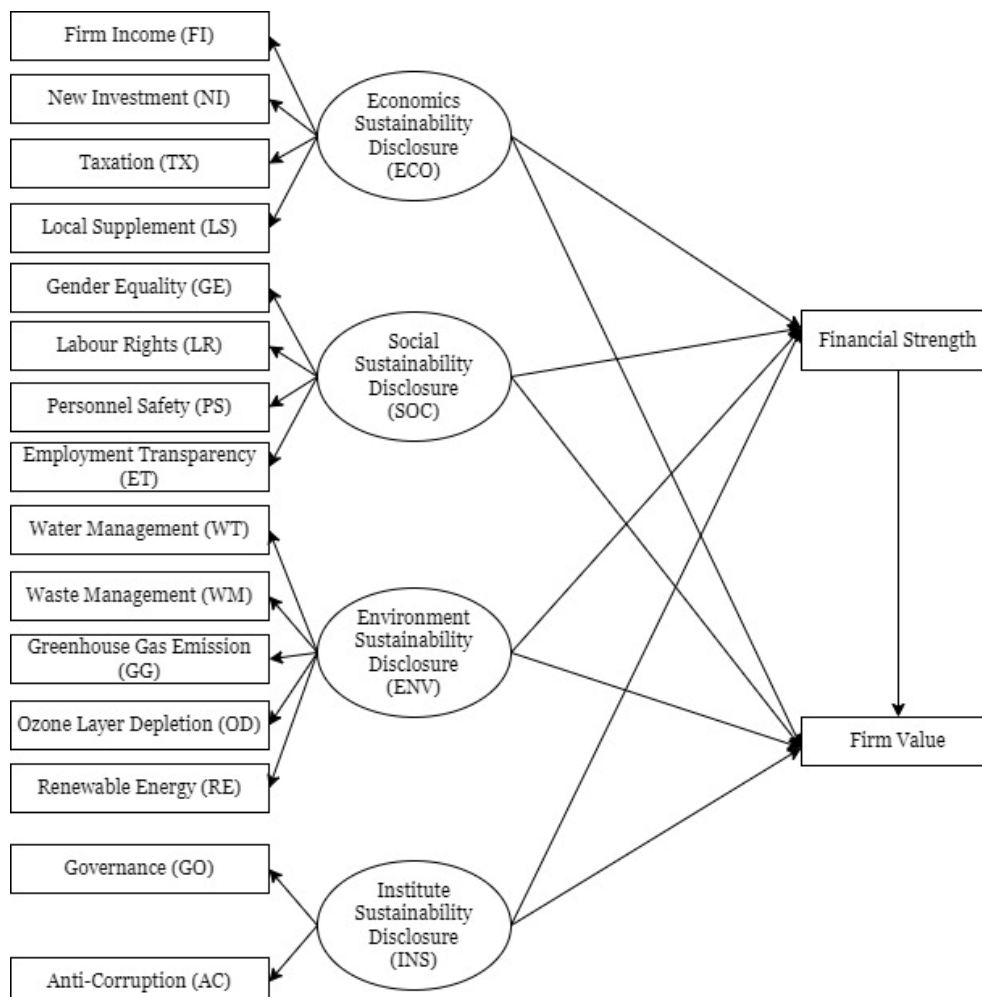 Firm Income (FI)
New Investment (NI)
Taxation (TX)
Local Supplement (LS)
Gender Equality (GE)
Labour Rights (LR)
Personnel Safety (PS)
Employment Transparency
(ET)
Water Management (WT)
Waste Management (WM)
Greenhouse Gas Emission
(GG)
Ozone Layer Depletion (OD)
Renewable Energy (RE)
Governance (GO)
Anti-Corruption (AC)
Economics
Sustainability
Disclosure
(ECO)
Social
Sustainability
Disclosure
(SOC)
Environment
Sustainability
Disclosure
(ENV)
Institute
Sustainability
Disclosure
(INS)
Financial Strength
Firm Value